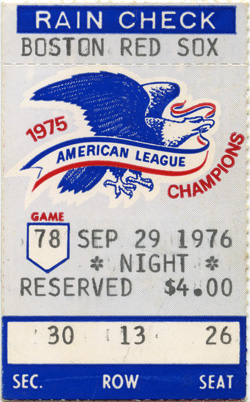 RAIN CHECK
BOSTON RED SOX
1975
AMERICAN LEAGUE
CHAMPIONS
GAME
78 SEP 29 1976
* NIGHT *
RESERVED $4.00
30 13 26
SEC. ROW SEAT